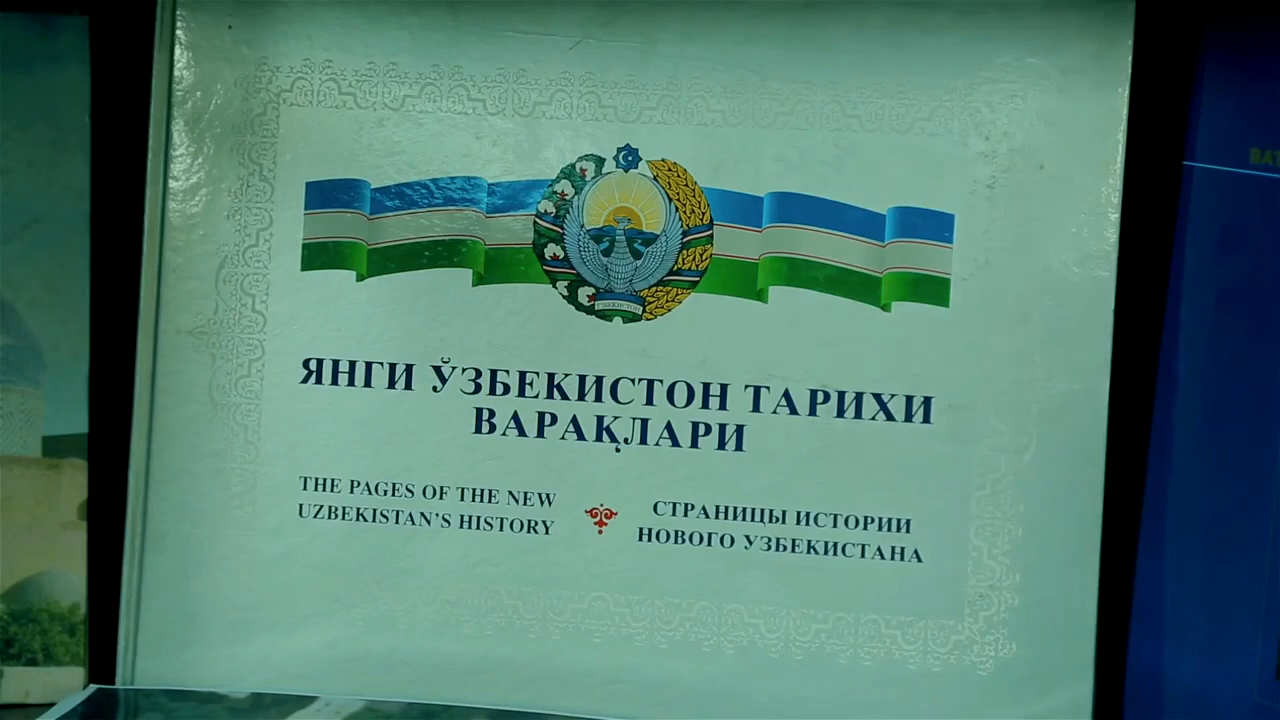 ЯНГИ ЎЗБЕКИСТОН ТАРИХИ
ВАРАҚЛАРИ
THE PAGES OF THE NEW
UZBEKISTAN'S HISTORY
СТРАНИЦЫ ИСТОРИИ
НОВОГО УЗБЕКИСТАНА